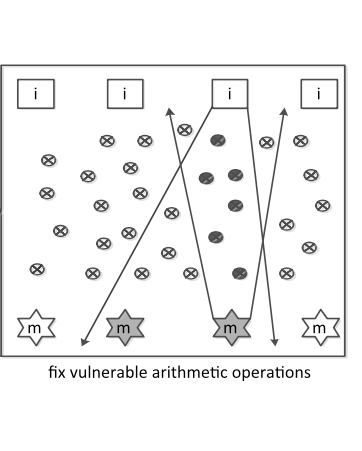 i i i i
m m m m
fix vulnerable arithmetic operations